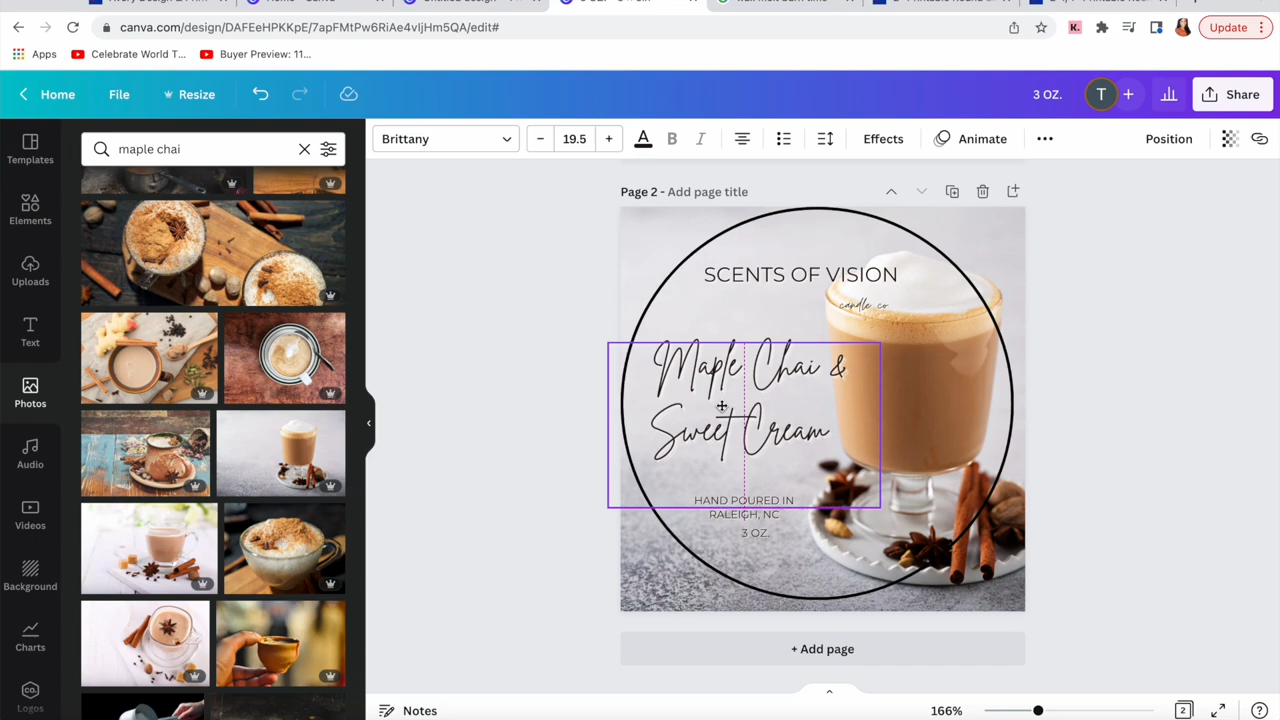 canva.com/design/DAFEeHPKKpE/7apFMtPw6RiAe4vIjHm5QA/edit#
Update
Apps
Celebrate World T...
Buyer Preview: 11...
Home
File
Resize
3 OZ.
T
Share
Templates
Elements
Uploads
Text
Photos
Audio
Videos
Background
Charts
co.
Logos
maple chai
Brittany
19.5
A
B
I
Effects
Animate
Position
Page 2 - Add page title
SCENTS OF VISION
candle co
Maple Chai &
Sweet Cream
HAND POURED IN
RALEIGH, NC
3 OZ.
+ Add page
Notes
166%
2